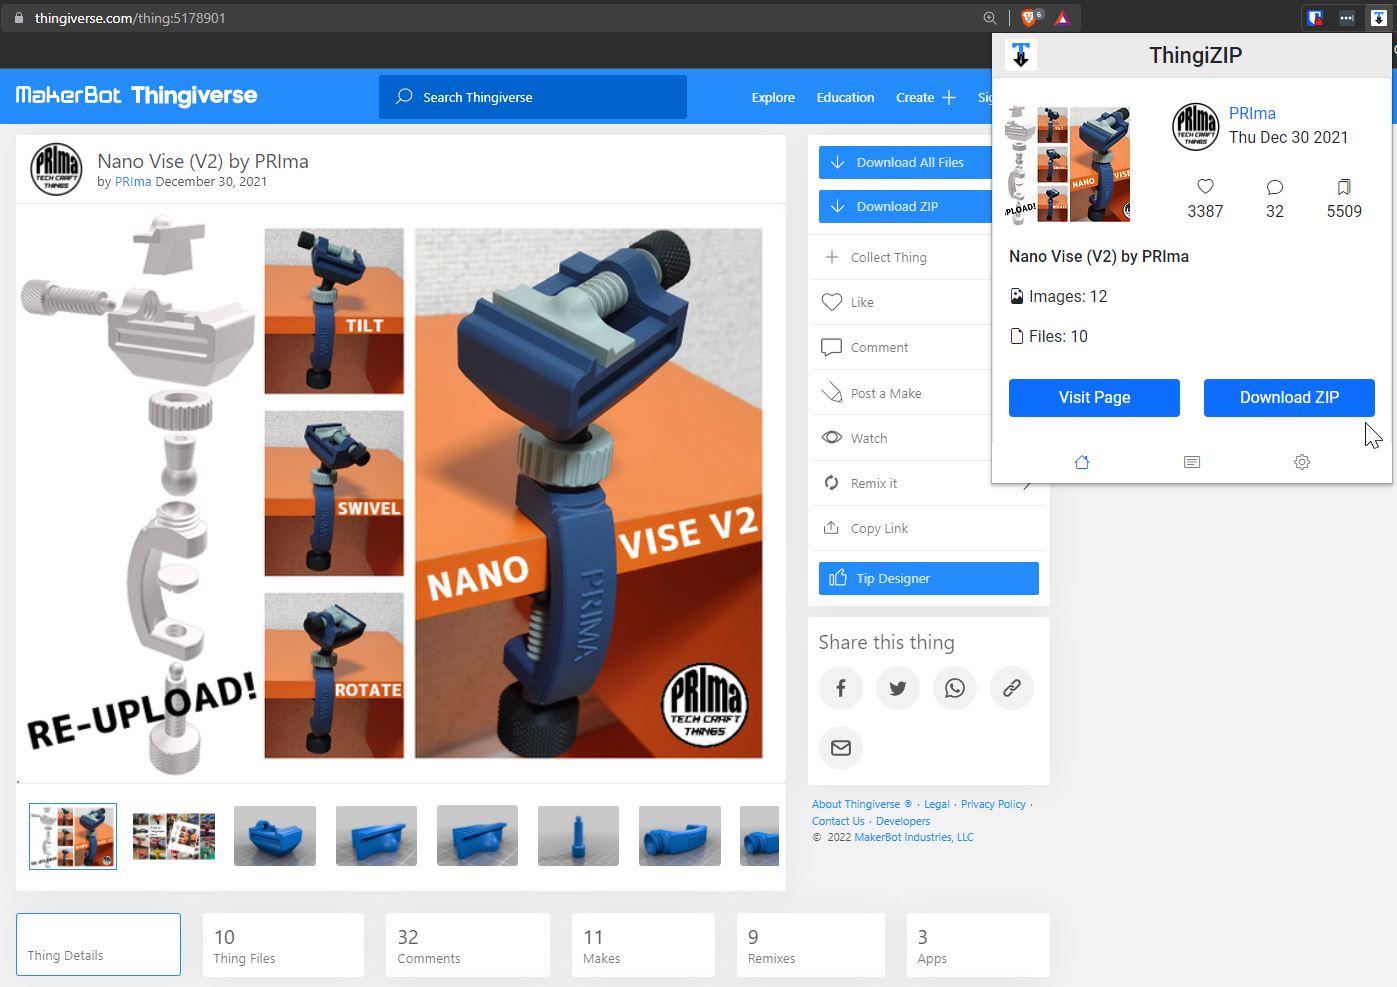 thingiverse.com/thing:5178901
6
MakerBot Thingiverse
Search Thingiverse
Explore
Education
Create
ThingiZIP
PRIma
Thu Dec 30 2021
3387
32
5509
Nano Vise (V2) by PRIma
Images: 12
Files: 10
Visit Page
Download ZIP
PRIma
TECH CRAFT
THINGS
Nano Vise (V2) by PRIma
by PRIma December 30, 2021
TILT
SWIVEL
ROTATE
NANO VISE V2
PRIMA
RE-UPLOAD!
PRIma
TECH CRAFT
THINGS
Download All Files
Download ZIP
Collect Thing
Like
Comment
Post a Make
Watch
Remix it
Copy Link
Tip Designer
Share this thing
About Thingiverse ® · Legal · Privacy Policy ·
Contact Us · Developers
© 2022 MakerBot Industries, LLC
Thing Details
10
Thing Files
32
Comments
11
Makes
9
Remixes
3
Apps